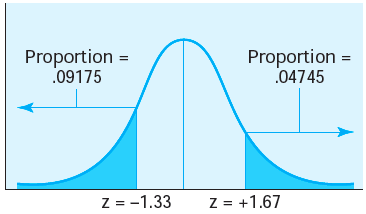 Proportion =
.09175
Proportion =
.04745
z = –1.33
z = +1.67